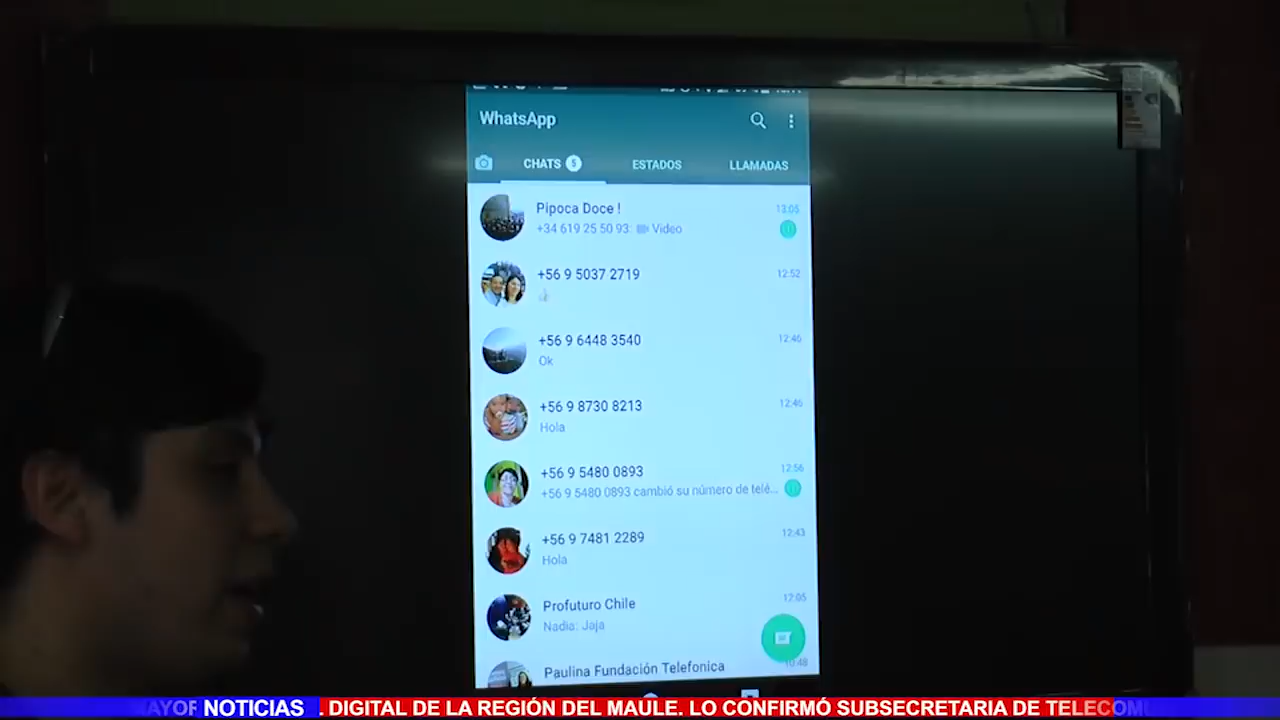 WhatsApp
CHATS 5 ESTADOS LLAMADAS
Pipoca Doce ! 13:05
+34 619 25 50 93: Video
+56 9 5037 2719 12:52
+56 9 6448 3540 12:46
Ok
+56 9 8730 8213 12:46
Hola
+56 9 5480 0893 12:56
+56 9 5480 0893 cambió su número de telé...
+56 9 7481 2289 12:43
Hola
Profuturo Chile 12:05
Nadia: Jaja
Paulina Fundación Telefonica 10:48
NOTICIAS . DIGITAL DE LA REGIÓN DEL MAULE. LO CONFIRMÓ SUBSECRETARIA DE TELECOM